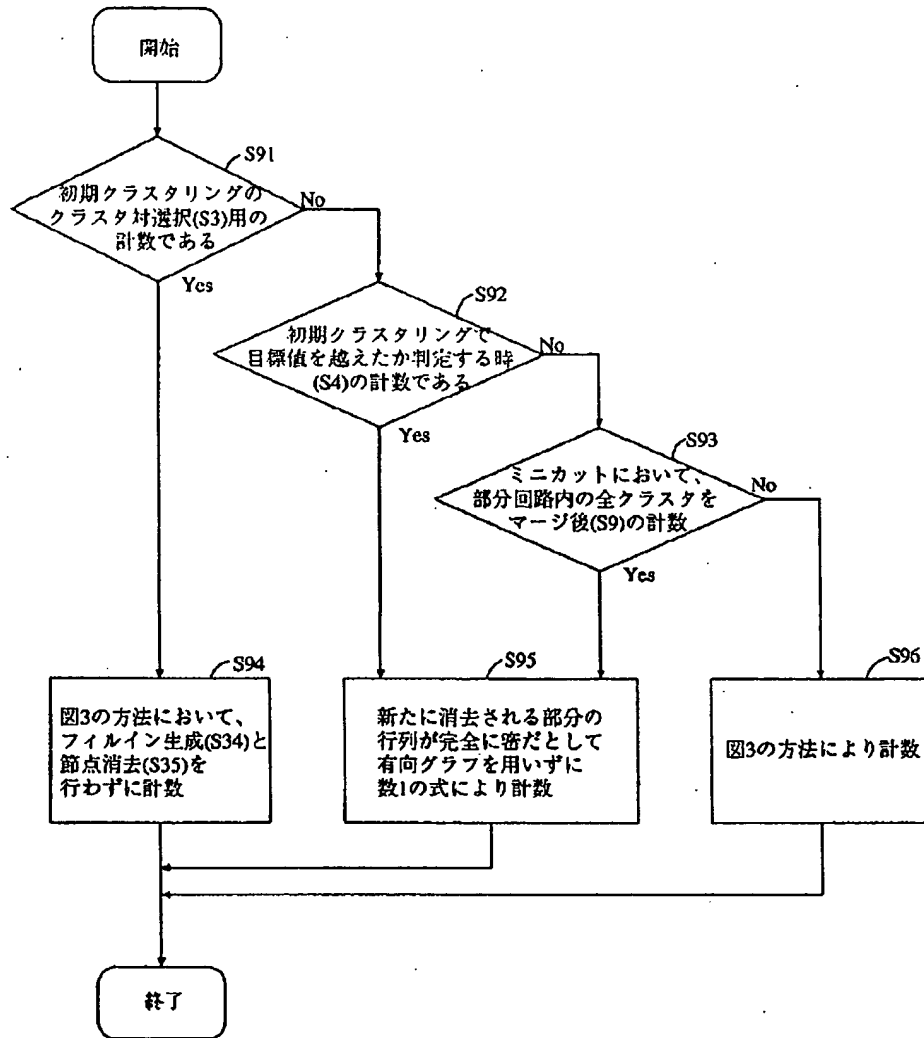 開始
S91
初期クラスタリングの
クラスタ対選択(S3)用の
計数である
No
Yes
S92
初期クラスタリングで
目標値を越えたか判定する時
(S4)の計数である
No
Yes
S93
ミニカットにおいて、
部分回路内の全クラスタを
マージ後(S9)の計数
No
Yes
S94
図3の方法において、
フィルイン生成(S34)と
節点消去(S35)を
行わずに計数
S95
新たに消去される部分の
行列が完全に密だとして
有向グラフを用いずに
数1の式により計数
S96
図3の方法により計数
終了